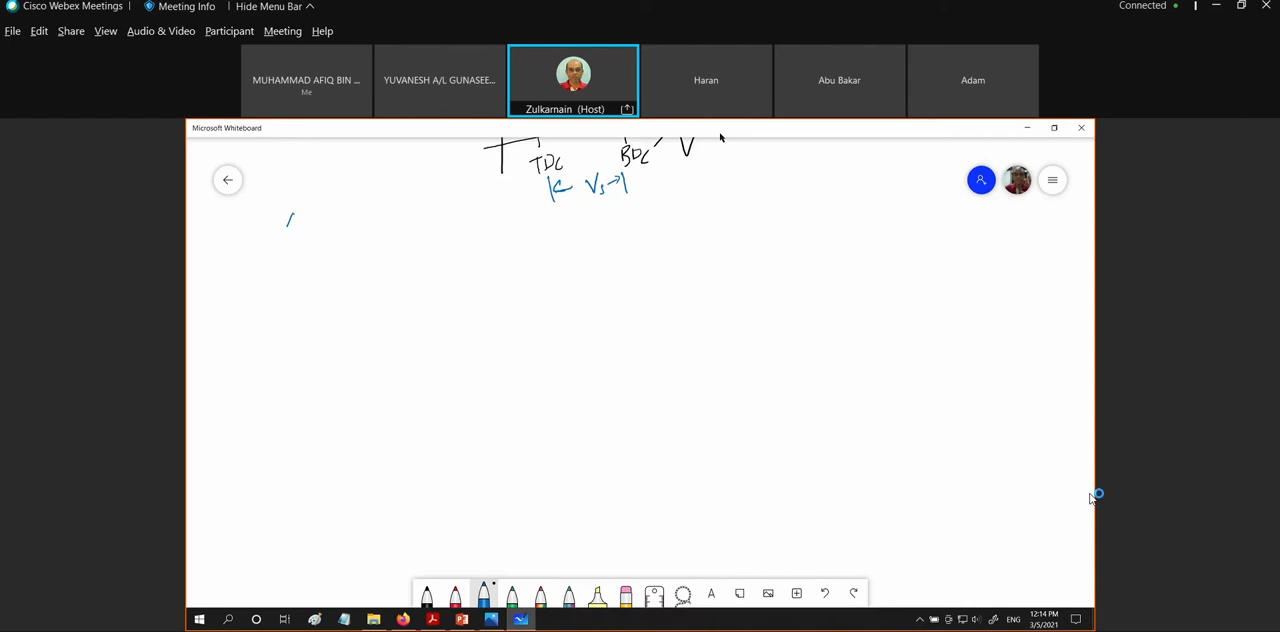 Cisco Webex Meetings
Meeting Info
Hide Menu Bar
Connected
File Edit Share View Audio & Video Participant Meeting Help
MUHAMMAD AFIQ BIN ...
Me
YUVANESH A/L GUNASEE...
Zulkarnain (Host)
Haran
Abu Bakar
Adam
Microsoft Whiteboard
TDC BDC V
Vs
A
ENG
12:14 PM
3/5/2021